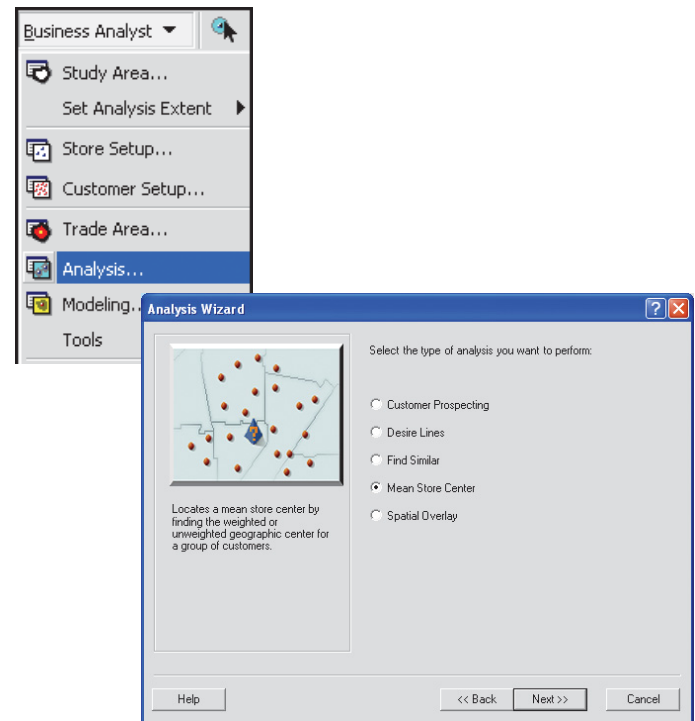 Business Analyst
Study Area...
Set Analysis Extent
Store Setup...
Customer Setup...
Trade Area...
Analysis...
Modeling..
Tools
Analysis Wizard
Select the type of analysis you want to perform:
Customer Prospecting
Desire Lines
Find Similar
Mean Store Center
Spatial Overlay
Locates a mean store center by
finding the weighted or
unweighted geographic center for
a group of customers.
Help
<< Back
Next >>
Cancel